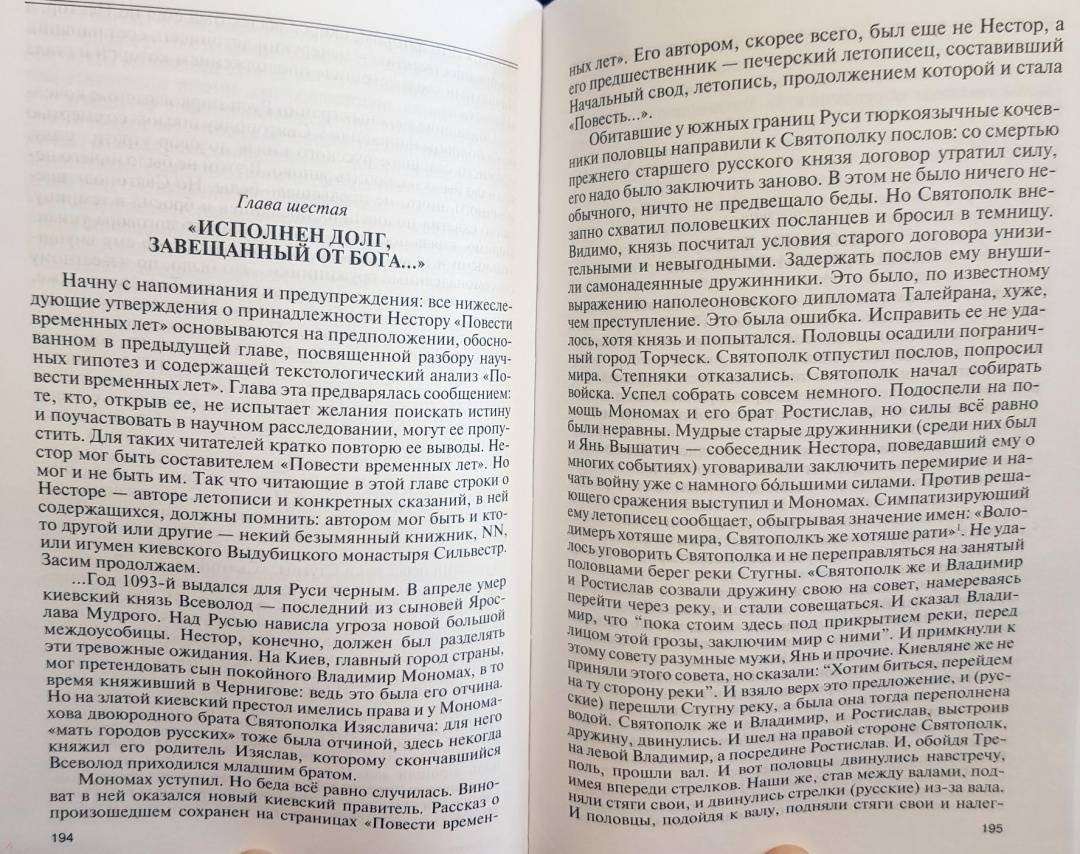 Глава шестая
«ИСПОЛНЕН ДОЛГ,
ЗАВЕЩАННЫЙ ОТ БОГА...»
Начну с напоминания и предупреждения: все нижесле-
дующие утверждения о принадлежности Нестору «Повести
временных лет» основываются на предположении, обосно-
ванном в предыдущей главе, посвященной разбору науч-
ных гипотез и содержащей текстологический анализ «По-
вести временных лет». Глава эта предварялась сообщением:
те, кто, открыв ее, не испытает желания поискать истину
и поучаствовать в научном расследовании, могут ее пропу-
стить. Для таких читателей кратко повторю ее выводы. Не-
стор мог быть составителем «Повести временных лет». Но
мог и не быть им. Так что читающие в этой главе строки о
Несторе — авторе летописи и конкретных сказаний, в ней
содержащихся, должны помнить: автором мог быть и кто-
то другой или другие — некий безымянный книжник, NN,
или игумен киевского Выдубицкого монастыря Сильвестр.
Засим продолжаем.
...Год 1093-й выдался для Руси черным. В апреле умер
киевский князь Всеволод — последний из сыновей Ярос-
лава Мудрого. Над Русью нависла угроза новой большой
междоусобицы. Нестор, конечно, должен был разделять
эти тревожные ожидания. На Киев, главный город страны,
мог претендовать сын покойного Владимир Мономах, в то
время княживший в Чернигове: ведь это была его отчина.
Но на златой киевский престол имелись права и у Монома-
хова двоюродного брата Святополка Изяславича: для него
«мать городов русских» тоже была отчиной, здесь некогда
княжил его родитель Изяслав, которому скончавшийся
Всеволод приходился младшим братом.
Мономах уступил. Но беда всё равно случилась. Вино-
ват в ней оказался новый киевский правитель. Рассказ о
произошедшем сохранен на страницах «Повести времен-
194
ных лет». Его автором, скорее всего, был еще не Нестор, а
его предшественник — печерский летописец, составивший
Начальный свод, летопись, продолжением которой и стала
«Повесть...».
Обитавшие у южных границ Руси тюркоязычные кочев-
ники половцы направили к Святополку послов: со смертью
прежнего старшего русского князя договор утратил силу,
его надо было заключить заново. В этом не было ничего не-
обычного, ничто не предвещало беды. Но Святополк вне-
запно схватил половецких посланцев и бросил в темницу.
Видимо, князь посчитал условия старого договора унизи-
тельными и невыгодными. Задержать послов ему внуши-
ли самонадеянные дружинники. Это было, по известному
выражению наполеоновского дипломата Талейрана, хуже,
чем преступление. Это была ошибка. Исправить ее не уда-
лось, хотя князь и попытался. Половцы осадили погранич-
ный город Торческ. Святополк отпустил послов, попросил
мира. Степняки отказались. Святополк начал собирать
войска. Успел собрать совсем немного. Подоспели на по-
мощь Мономах и его брат Ростислав, но силы всё равно
были неравны. Мудрые старые дружинники (среди них был
и Янь Вышатич — собеседник Нестора, поведавший ему о
многих событиях) уговаривали заключить перемирие и на-
чать войну уже с намного бо́льшими силами. Против реша-
ющего сражения выступил и Мономах. Симпатизирующий
ему летописец сообщает, обыгрывая значение имен: «Воло-
димеръ хотяше мира, Святополкъ же хотяше рати»¹. Не уда-
лось уговорить Святополка и не переправляться на занятый
половцами берег реки Стугны. «Святополк же и Владимир
и Ростислав созвали дружину свою на совет, намереваясь
перейти через реку, и стали совещаться. И сказал Влади-
мир, что “пока стоим здесь под прикрытием реки, перед
лицом этой грозы, заключим мир с ними”. И примкнули к
этому совету разумные мужи, Янь и прочие. Киевляне же не
приняли этого совета, но сказали: “Хотим биться, перейдем
на ту сторону реки”. И взяло верх это предложение, и (рус-
ские) перешли Стугну реку, а была она тогда переполнена
водой. Святополк же и Владимир, и Ростислав, выстроив
дружину, двинулись. И шел на правой стороне Святополк,
на левой Владимир, а посредине Ростислав. И, обойдя Тре-
поль, прошли вал. И вот половцы двинулись навстречу,
имея впереди стрелков. Наши же, став между валами, под-
няли стяги свои, и двинулись стрелки (русские) из-за вала.
И половцы, подойдя к валу, подняли стяги свои и налег-
195